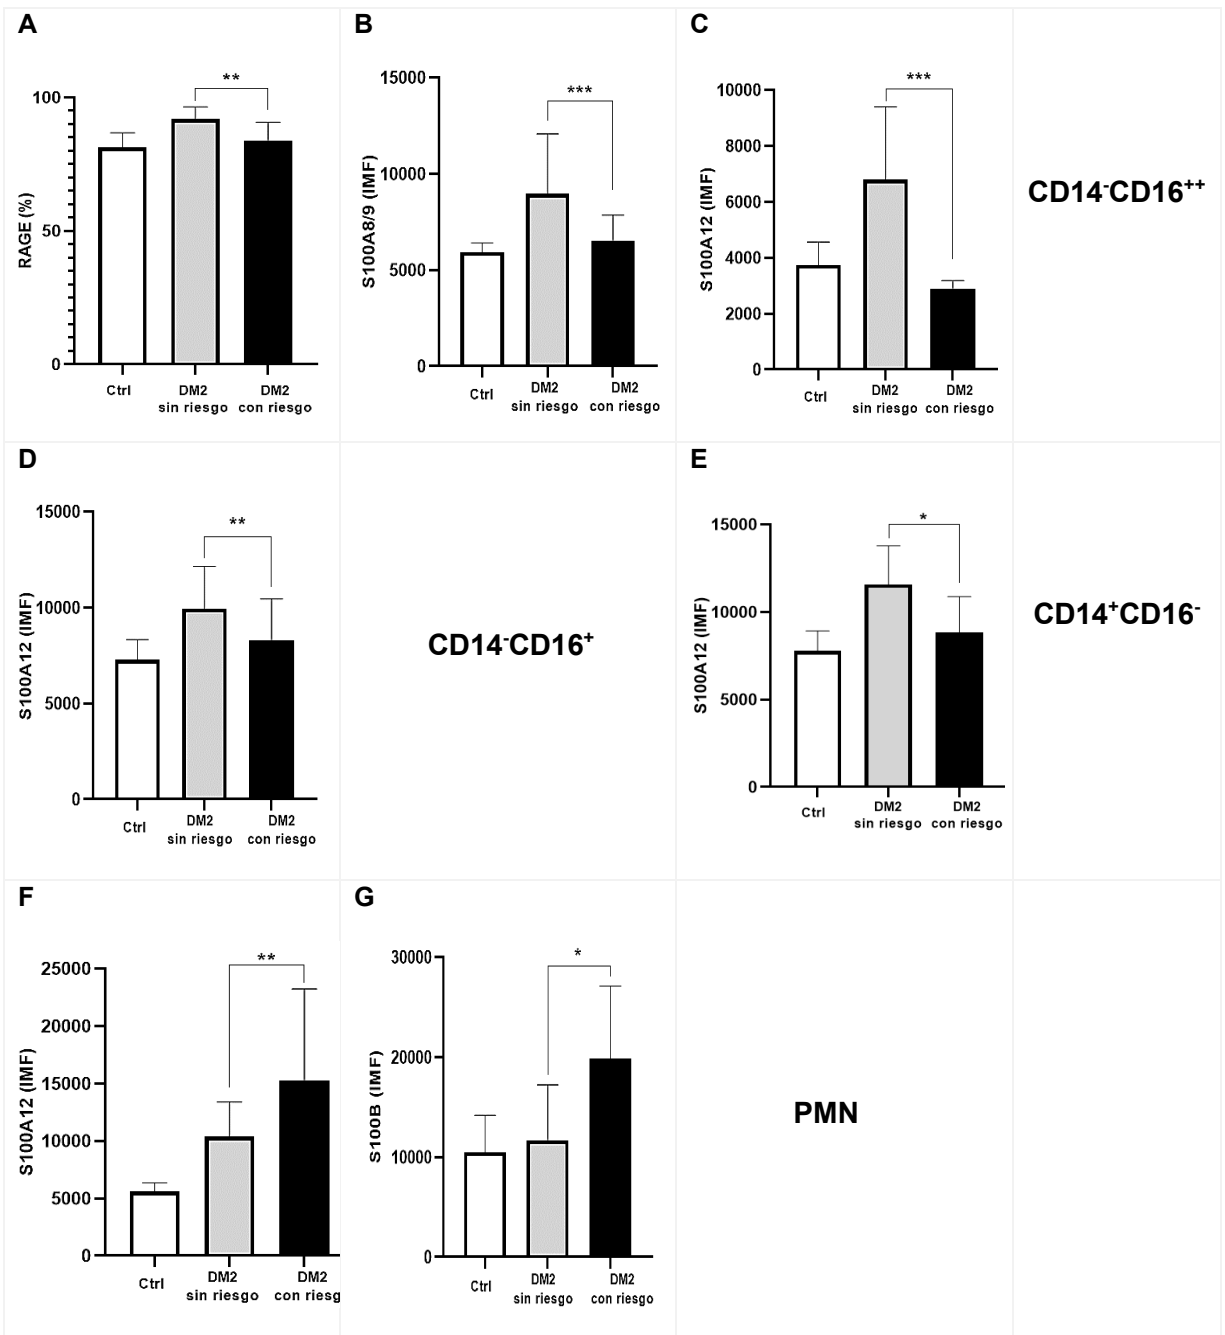 A
**
100
50
0
RAGE (%)
Ctrl
DM2
sin riesgo
DM2
con riesgo
B
***
15000
10000
5000
0
S100A8/9 (IMF)
Ctrl
DM2
sin riesgo
DM2
con riesgo
C
***
10000
8000
6000
4000
2000
0
S100A12 (IMF)
Ctrl
DM2
sin riesgo
DM2
con riesgo
CD14⁻CD16⁺⁺
D
**
15000
10000
5000
0
S100A12 (IMF)
Ctrl
DM2
sin riesgo
DM2
con riesgo
CD14⁻CD16⁺
E
*
15000
10000
5000
0
S100A12 (IMF)
Ctrl
DM2
sin riesgo
DM2
con riesgo
CD14⁺CD16⁻
F
**
25000
20000
15000
10000
5000
0
S100A12 (IMF)
Ctrl
DM2
sin riesgo
DM2
con riesg
G
*
30000
20000
10000
0
S100B (IMF)
Ctrl
DM2
sin riesgo
DM2
con riesgo
PMN